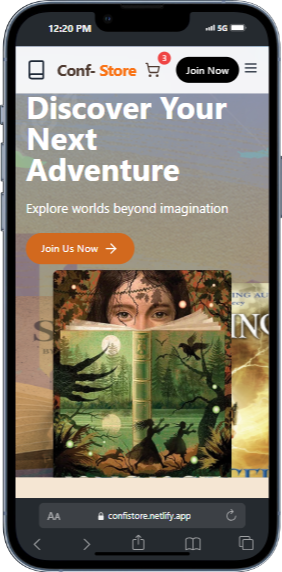 12:20 PM 5G
Conf- Store 3 Join Now
Discover Your
Next
Adventure
Explore worlds beyond imagination
Join Us Now
AA confistore.netlify.app